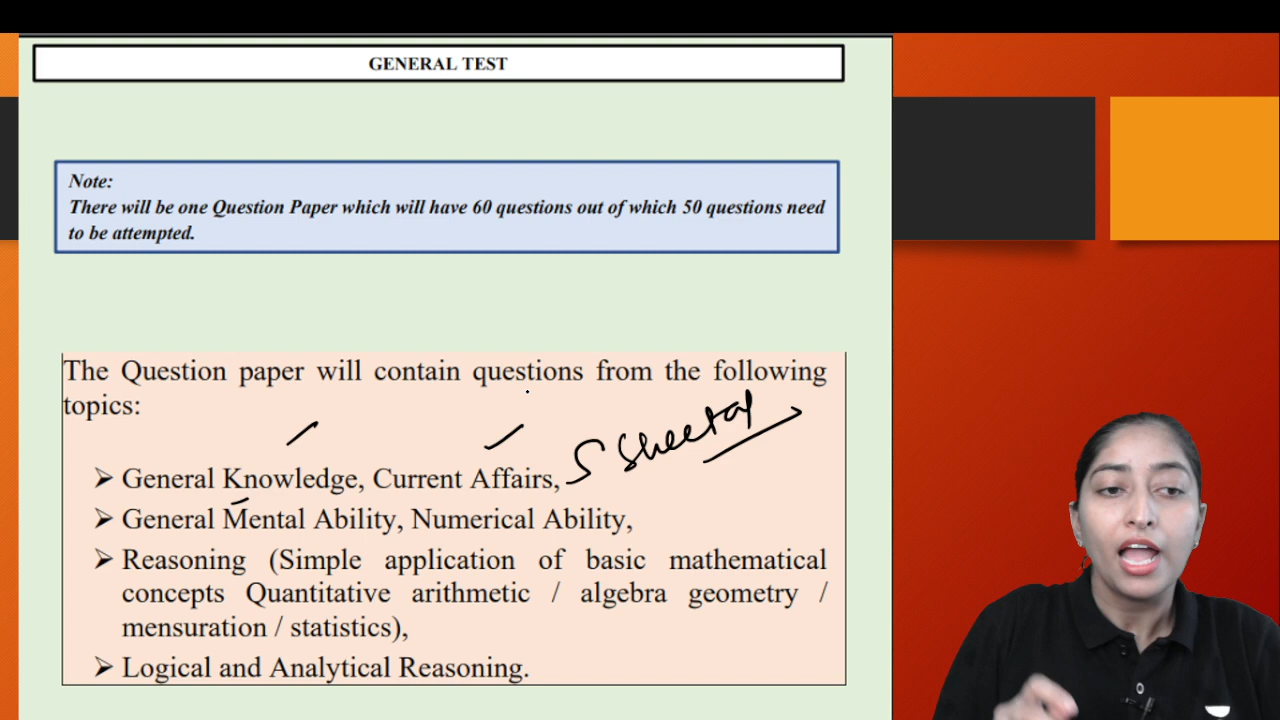 GENERAL TEST
Note:
There will be one Question Paper which will have 60 questions out of which 50 questions need
to be attempted.
The Question paper will contain questions from the following
topics:
Sheetal
➢ General Knowledge, Current Affairs,
➢ General Mental Ability, Numerical Ability,
➢ Reasoning (Simple application of basic mathematical
concepts Quantitative arithmetic / algebra geometry /
mensuration / statistics),
➢ Logical and Analytical Reasoning.